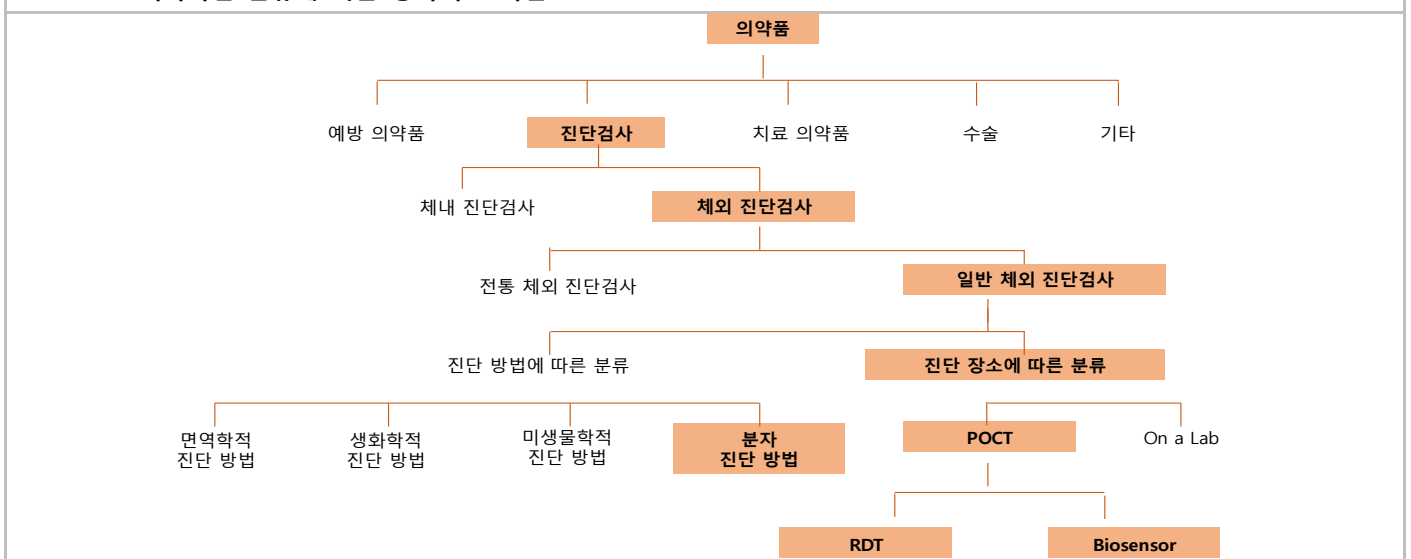 의약품
예방 의약품
진단검사
치료 의약품
수술
기타
체내 진단검사
체외 진단검사
전통 체외 진단검사
일반 체외 진단검사
진단 방법에 따른 분류
진단 장소에 따른 분류
면역학적
진단 방법
생화학적
진단 방법
미생물학적
진단 방법
분자
진단 방법
POCT
On a Lab
RDT
Biosensor